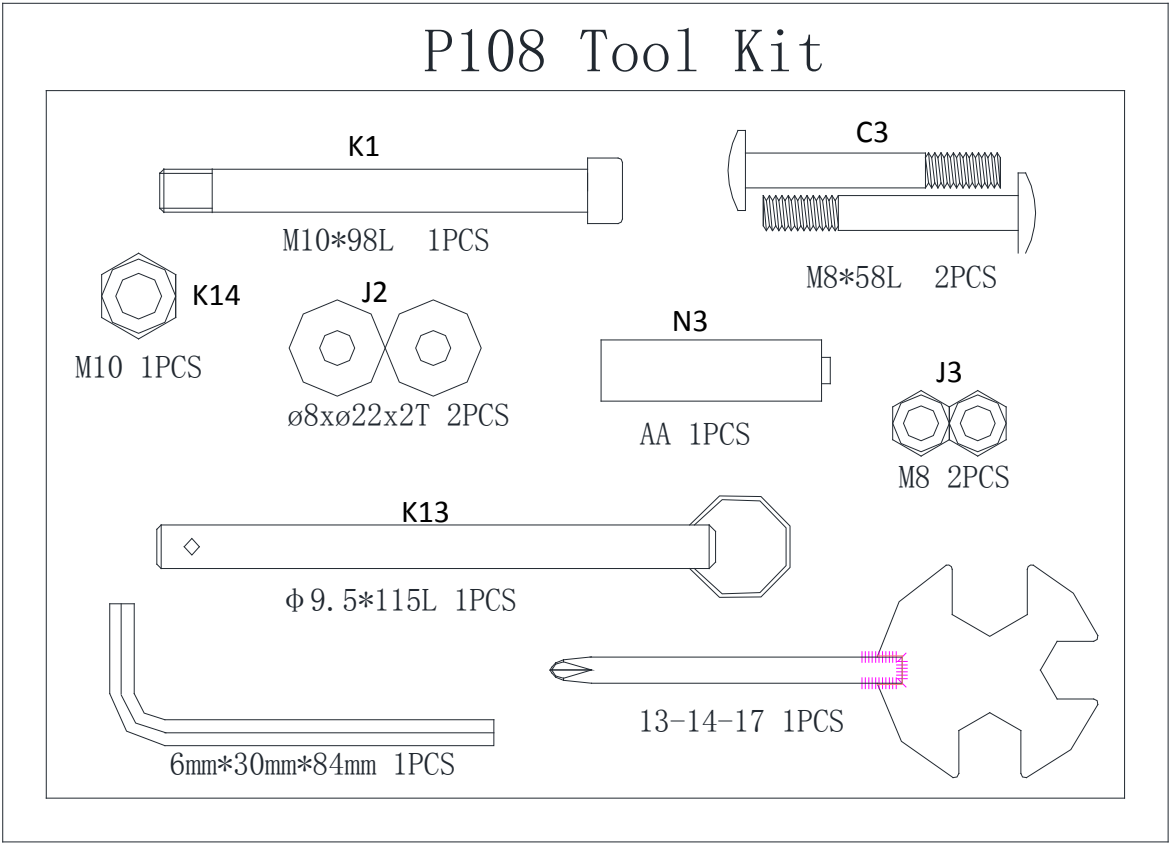 P108 Tool Kit
K1
M10*98L 1PCS
C3
M8*58L 2PCS
K14
M10 1PCS
J2
ø8xø22x2T 2PCS
N3
AA 1PCS
J3
M8 2PCS
K13
φ9.5*115L 1PCS
6mm*30mm*84mm 1PCS
13-14-17 1PCS